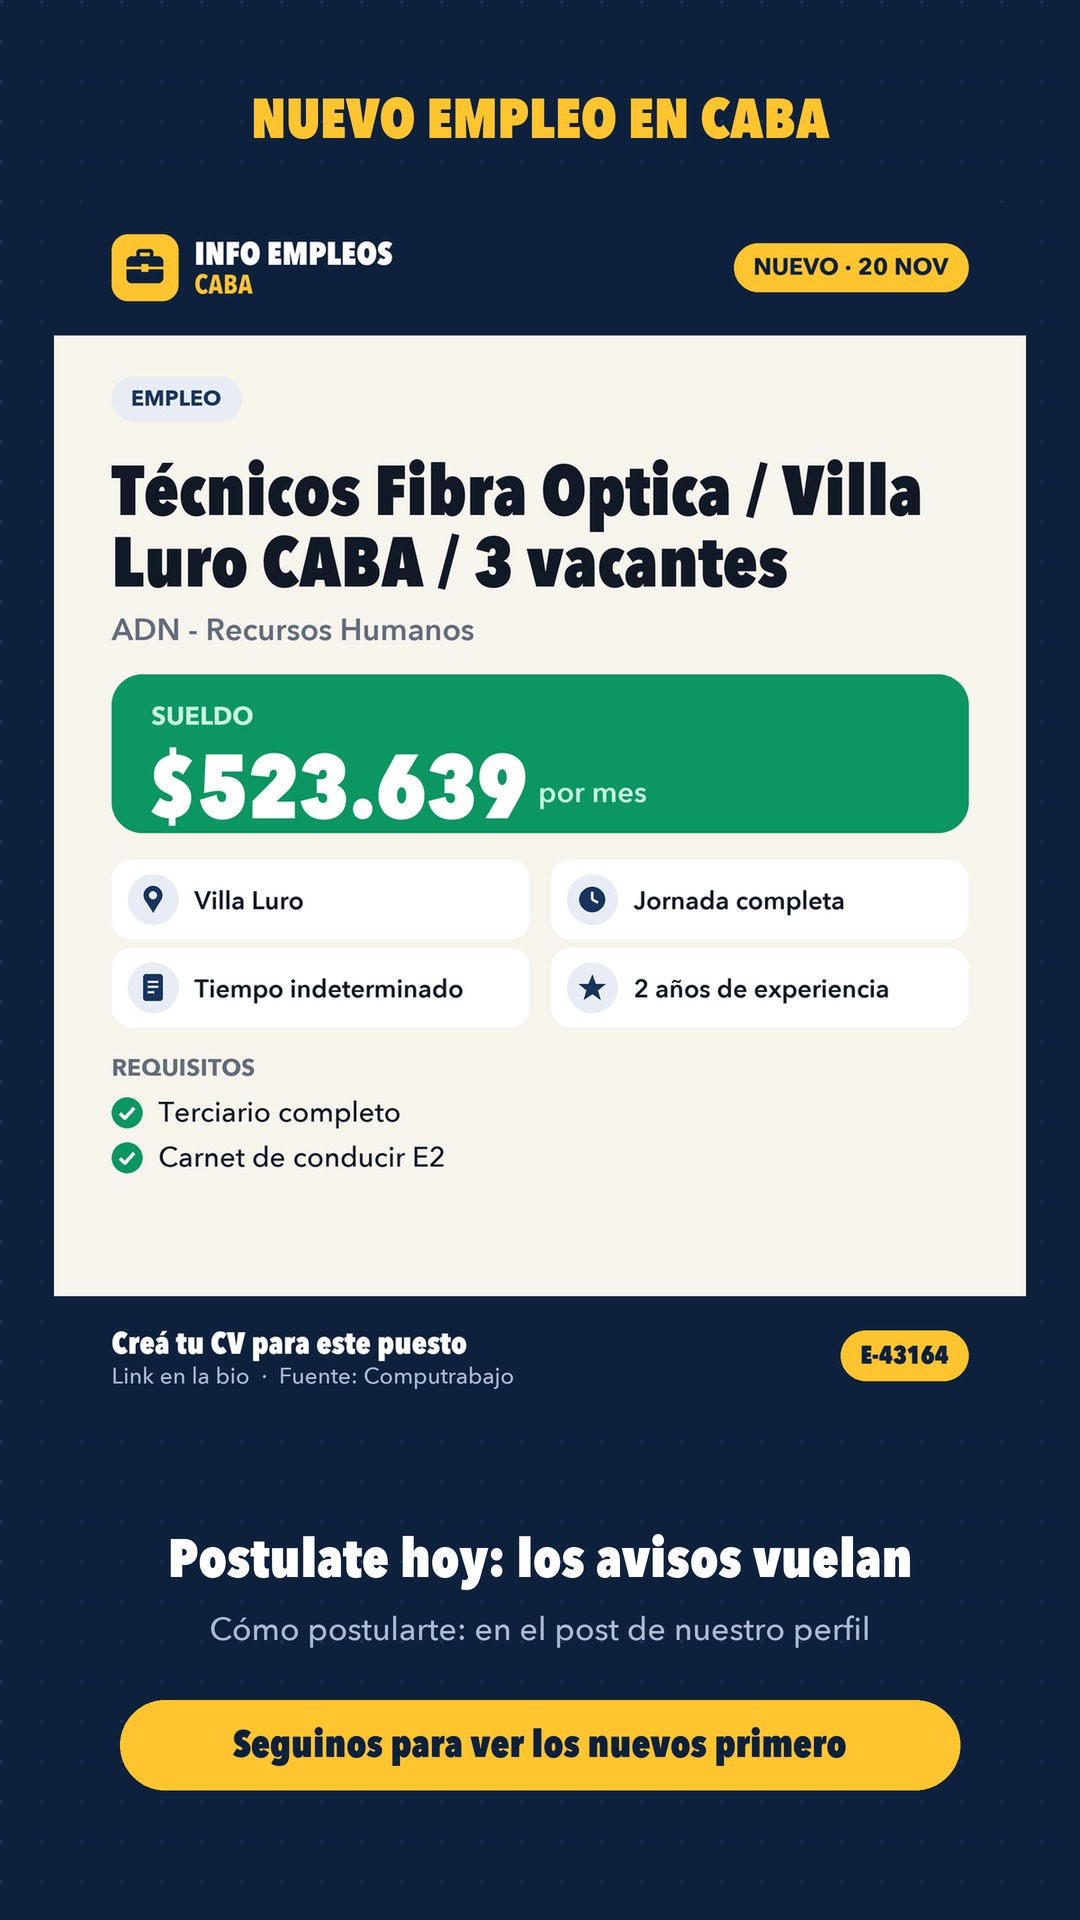 NUEVO EMPLEO EN CABA
INFO EMPLEOS
CABA
NUEVO · 20 NOV
EMPLEO
Técnicos Fibra Optica / Villa
Luro CABA / 3 vacantes
ADN - Recursos Humanos
SUELDO
$523.639 por mes
Villa Luro
Jornada completa
Tiempo indeterminado
2 años de experiencia
REQUISITOS
Terciario completo
Carnet de conducir E2
Creá tu CV para este puesto
Link en la bio · Fuente: Computrabajo
E-43164
Postulate hoy: los avisos vuelan
Cómo postularte: en el post de nuestro perfil
Seguinos para ver los nuevos primero